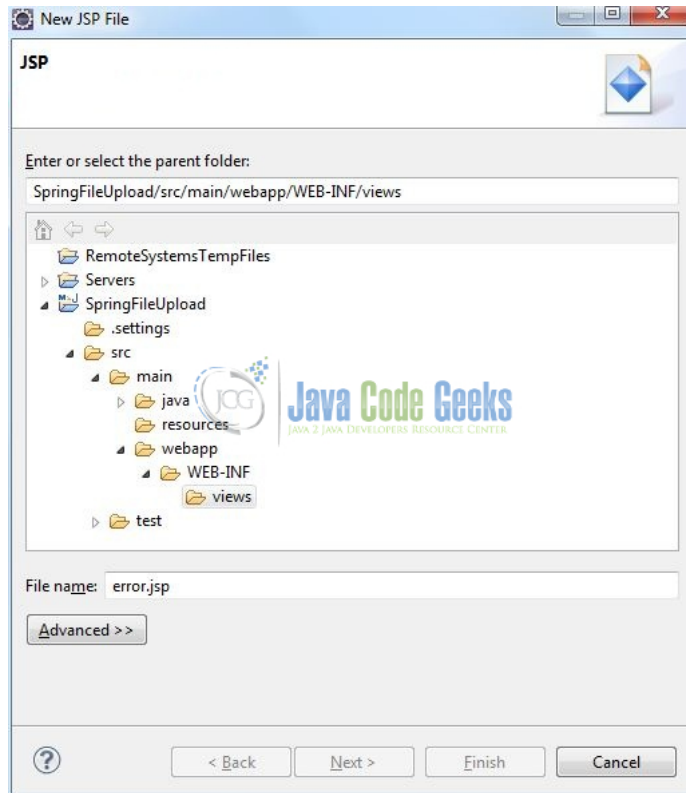 New JSP File
JSP
Enter or select the parent folder:
SpringFileUpload/src/main/webapp/WEB-INF/views
RemoteSystemsTempFiles
Servers
SpringFileUpload
.settings
src
main
java
resources
webapp
WEB-INF
views
test
JCG
Java Code Geeks
JAVA 2 JAVA DEVELOPERS RESOURCE CENTER
File name: error.jsp
Advanced >>
? < Back Next > Finish Cancel